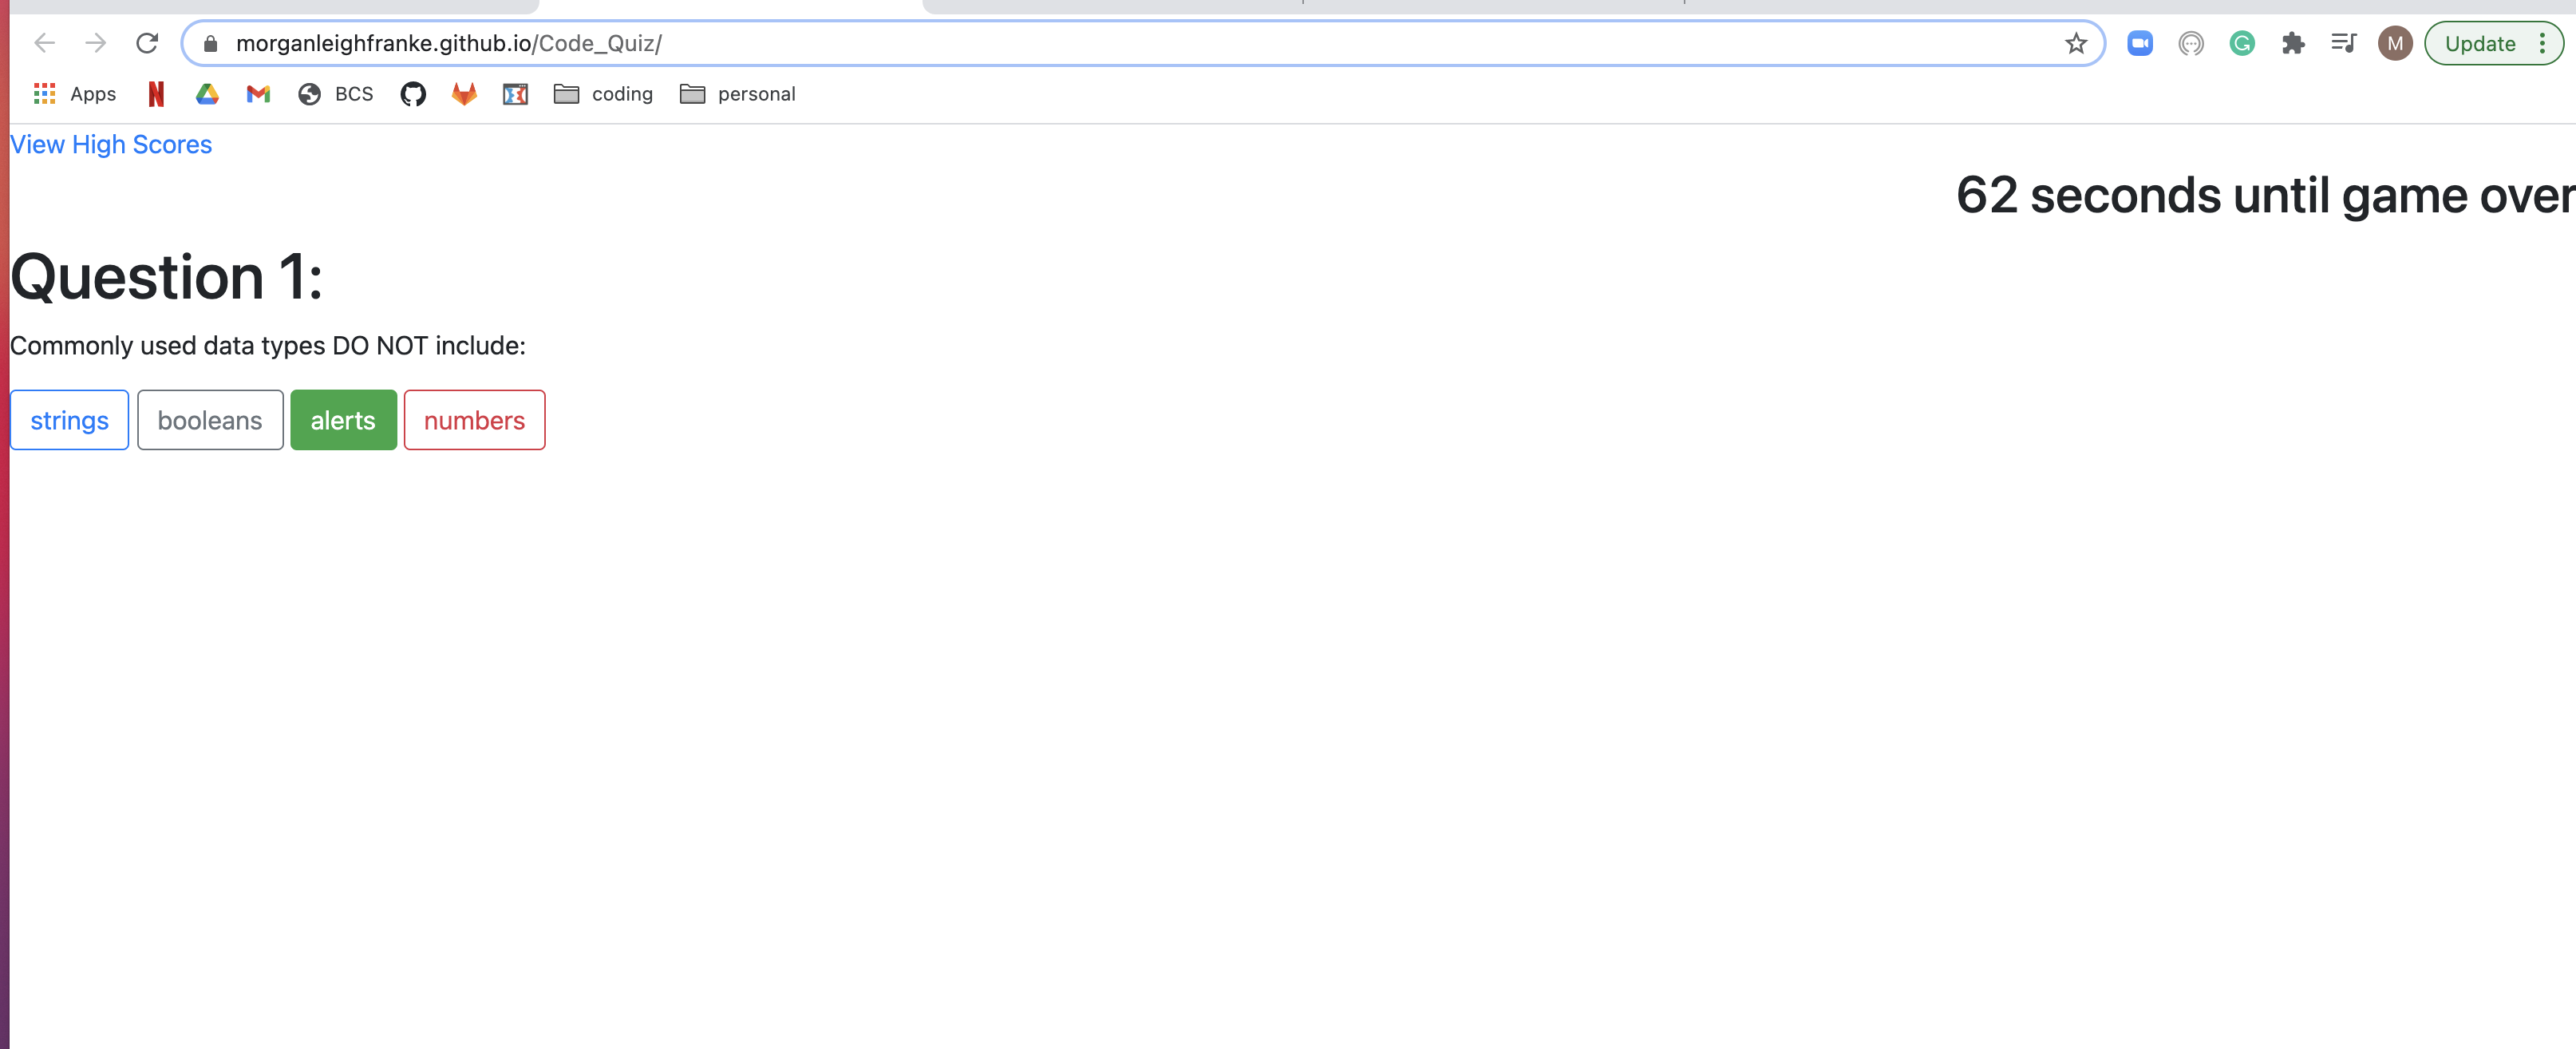 morganleighfranke.github.io/Code_Quiz/
M
Update
Apps
BCS
coding
personal
View High Scores
62 seconds until game over
Question 1:
Commonly used data types DO NOT include:
strings booleans alerts numbers